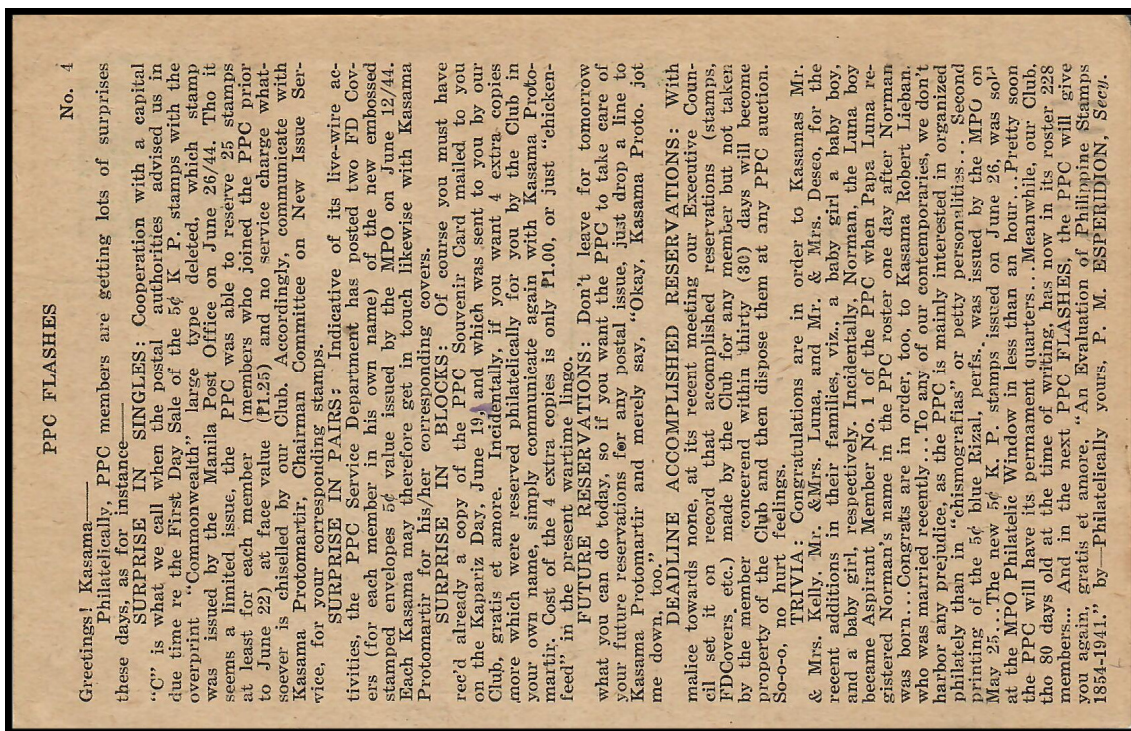 PPC FLASHES
No. 4
Greetings! Kasama——
Philatelically, PPC members are getting lots of surprises
these days, as for instance——
SURPRISE IN SINGLES: Cooperation with a capital
"C" is what we call when the postal authorities advised us in
due time re the First Day Sale of the 5¢ K P. stamps with the
overprint "Commonwealth" large type deleted, which stamp
was issued by the Manila Post Office on June 26/44. Tho it
seems a limited issue, the PPC was able to reserve 25 stamps
at least for each member (members who joined the PPC prior
to June 22) at face value (₱1.25) and no service charge what-
soever is chiselled by our Club. Accordingly, communicate with
Kasama Protomartir, Chairman Committee on New Issue Ser-
vice, for your corresponding stamps.
SURPRISE IN PAIRS: Indicative of its live-wire ac-
tivities, the PPC Service Department has posted two FD Cov-
ers (for each member in his own name) of the new embossed
stamped envelopes 5¢ value issued by the MPO on June 12/44.
Each Kasama may therefore get in touch likewise with Kasama
Protomartir for his/her corresponding covers.
SURPRISE IN BLOCKS: Of course you must have
rec'd already a copy of the PPC Souvenir Card mailed to you
on the Kapariz Day, June 19, and which was sent to you by our
Club, gratis et amore. Incidentally, if you want 4 extra copies
more which were reserved philatelically for you by the Club in
your own name, simply communicate again with Kasama Proto-
martir. Cost of the 4 extra copies is only ₱1.00, or just "chicken-
feed" in the present wartime lingo.
FUTURE RESERVATIONS: Don't leave for tomorrow
what you can do today, so if you want the PPC to take care of
your future reservations for any postal issue, just drop a line to
Kasama Protomartir and merely say, "Okay, Kasama Proto. jot
me down, too."
DEADLINE ACCOMPLISHED RESERVATIONS: With
malice towards none, at its recent meeting our Executive Coun-
cil set it on record that accomplished reservations (stamps,
FDCovers etc.) made by the Club for any member but not taken
by the member concerend within thirty (30) days will become
property of the Club and then dispose them at any PPC auction.
So-o-o, no hurt feelings.
TRIVIA: Congratulations are in order to Kasamas Mr.
& Mrs. Kelly, Mr. &Mrs. Luna, and Mr. & Mrs. Desco, for the
recent additions in their families, viz., a baby girl a baby boy,
and a baby girl, respectively. Incidentally, Norman, the Luna boy
became Aspirant Member No. 1 of the PPC when Papa Luna re-
gistered Norman's name in the PPC roster one day after Norman
was born...Congrats are in order, too, to Kasama Robert Lieban.
who was married recently...To any of our contemporaries, we don't
harbor any prejudice, as the PPC is mainly interested in organized
philately than in "chismografias" or petty personalities... Second
printing of the 5¢ blue Rizal, perfs., was issued by the MPO on
May 25...The new 5¢ K. P. stamps issued on June 26, was sold
at the MPO Philatelic Window in less than an hour...Pretty soon
the PPC will have its permament quarters...Meanwhile, our Club,
tho 80 days old at the time of writing, has now in its roster 228
members... And in the next PPC FLASHES, the PPC will give
you again, gratis et amore, "An Evaluation of Philippine Stamps
1854-1941." by—Philatelically yours, P. M. ESPERIDION, Secy.